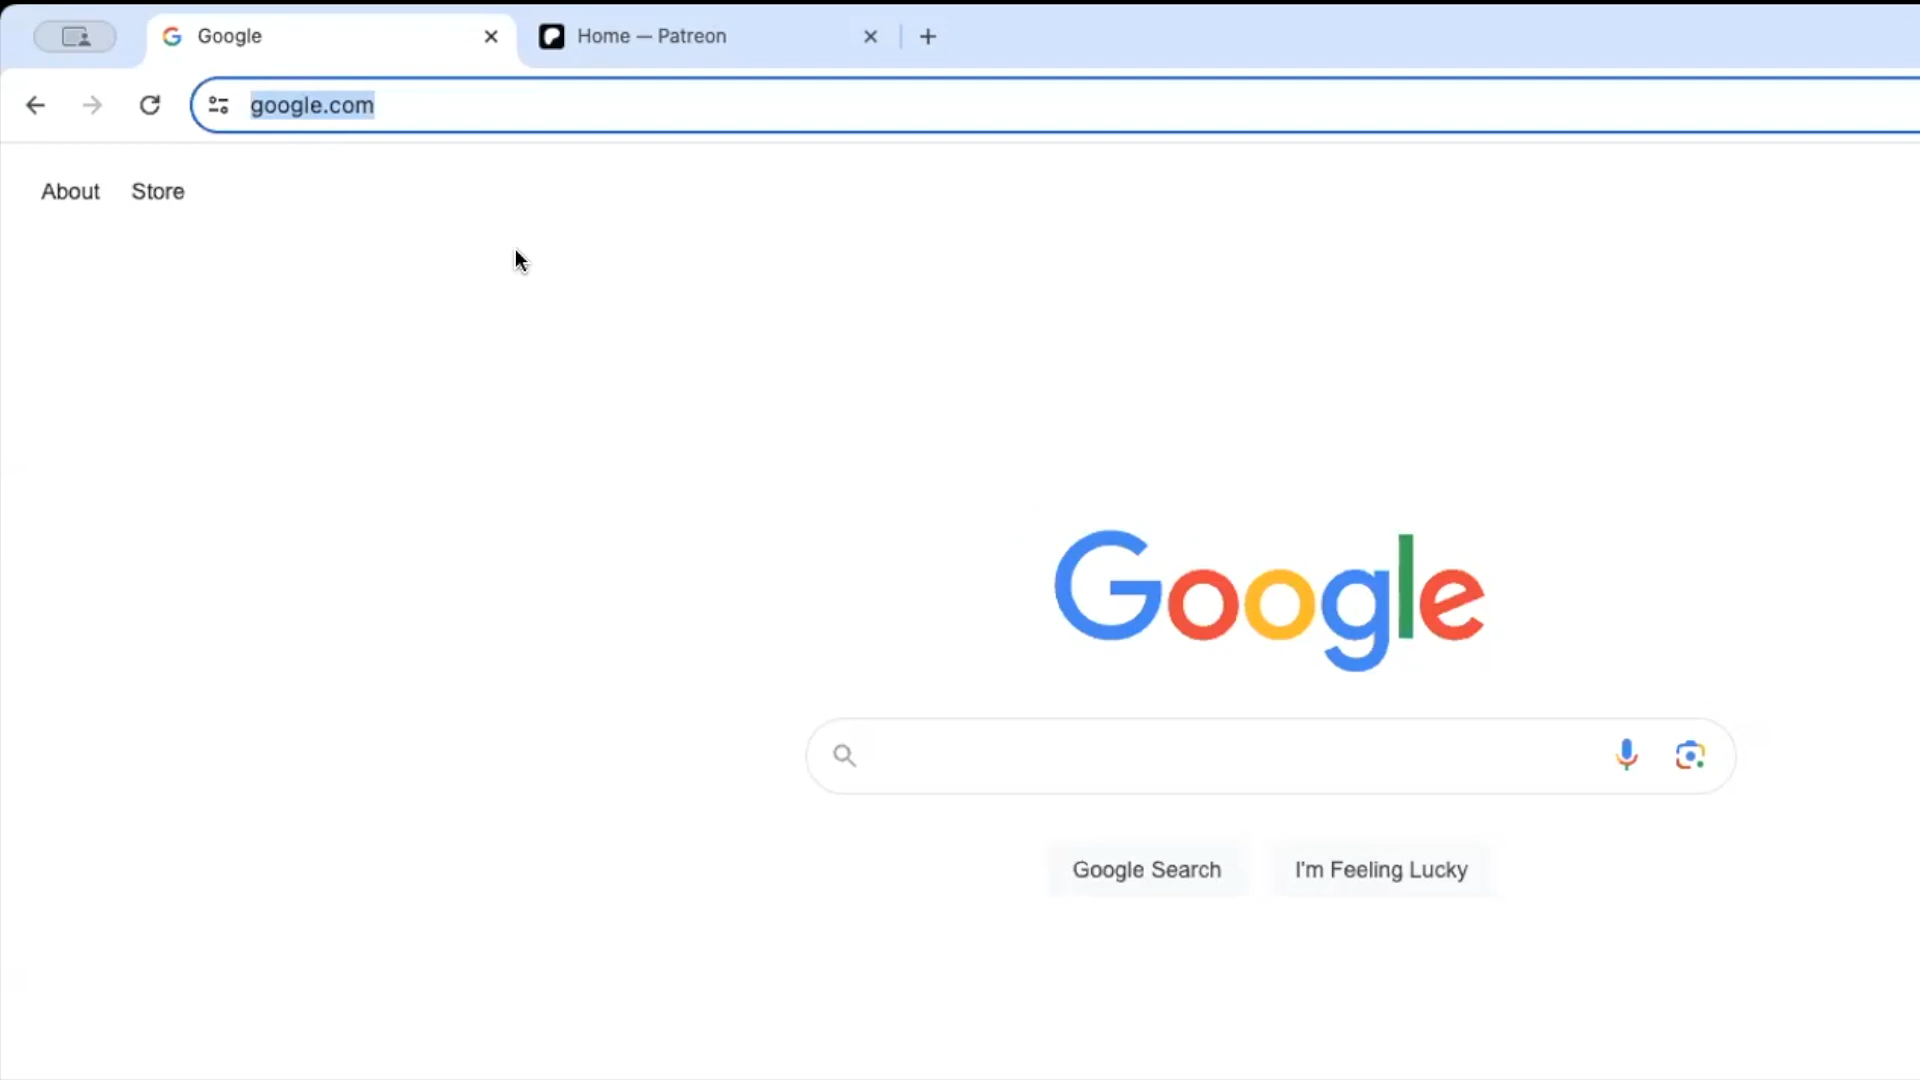 Google
Home — Patreon
google.com
About Store
Google
Google Search
I'm Feeling Lucky